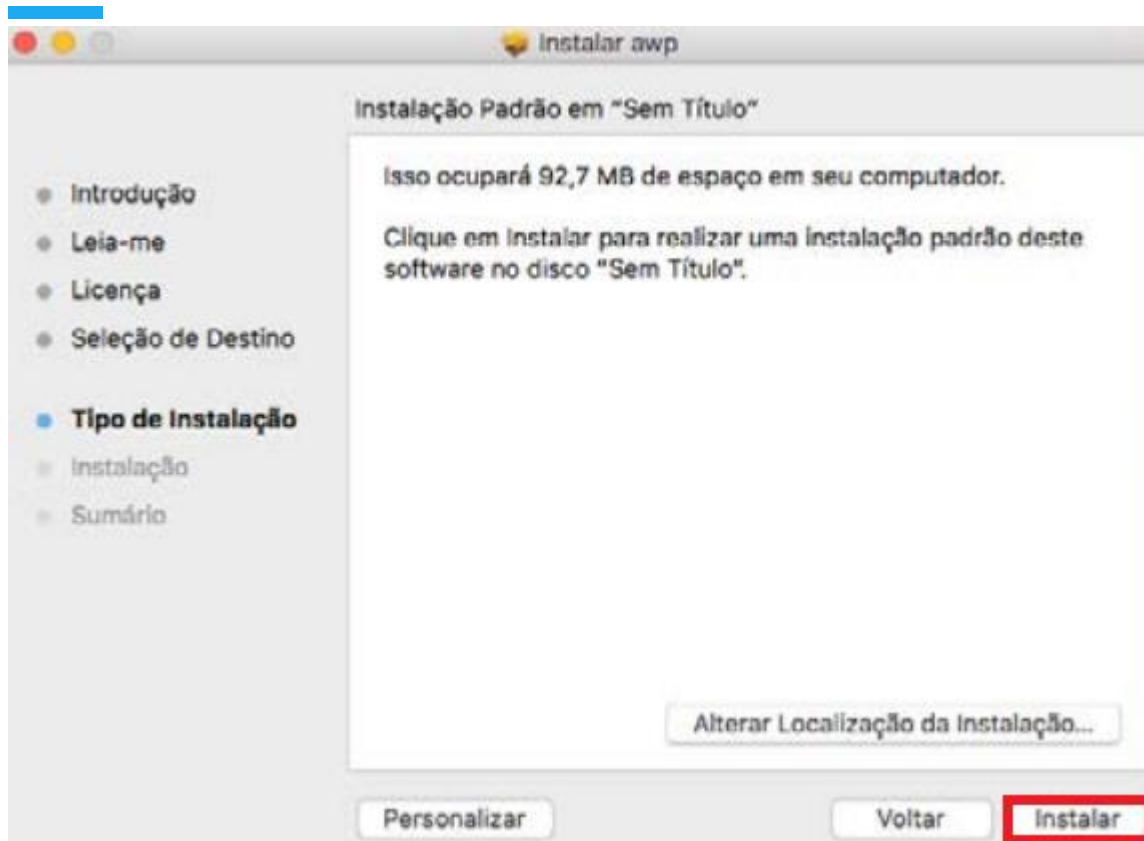 Instalar awp
Instalação Padrão em "Sem Título"
Introdução
Leia-me
Licença
Seleção de Destino
Tipo de Instalação
Instalação
Sumário
Isso ocupará 92,7 MB de espaço em seu computador.
Clique em Instalar para realizar uma instalação padrão deste
software no disco "Sem Título".
Alterar Localização da Instalação...
Personalizar
Voltar
Instalar